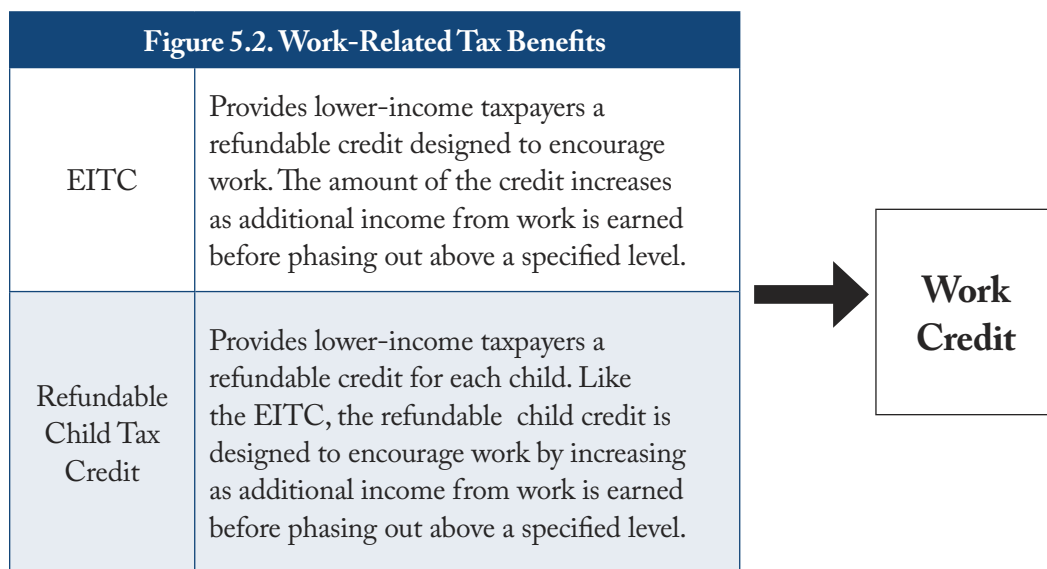 Figure 5.2. Work-Related Tax Benefits
EITC
Provides lower-income taxpayers a
refundable credit designed to encourage
work. The amount of the credit increases
as additional income from work is earned
before phasing out above a specified level.
Refundable
Child Tax
Credit
Provides lower-income taxpayers a
refundable credit for each child. Like
the EITC, the refundable child credit is
designed to encourage work by increasing
as additional income from work is earned
before phasing out above a specified level.
Work
Credit